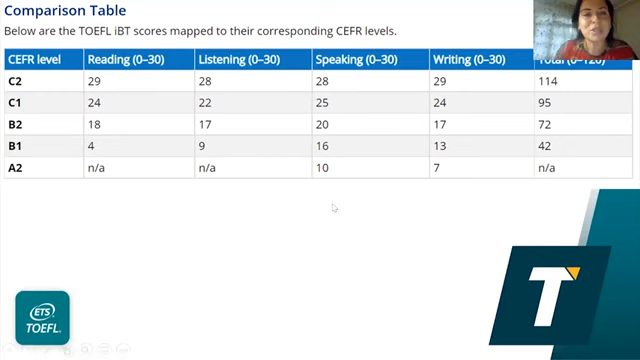 Comparison Table
Below are the TOEFL iBT scores mapped to their corresponding CEFR levels.
CEFR level Reading (0–30) Listening (0–30) Speaking (0–30) Writing (0–30) Total (0–120)
C2 29 28 28 29 114
C1 24 22 25 24 95
B2 18 17 20 17 72
B1 4 9 16 13 42
A2 n/a n/a 10 7 n/a
ETS
TOEFL
T